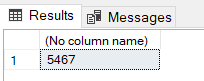 Results Messages
(No column name)
1 5467